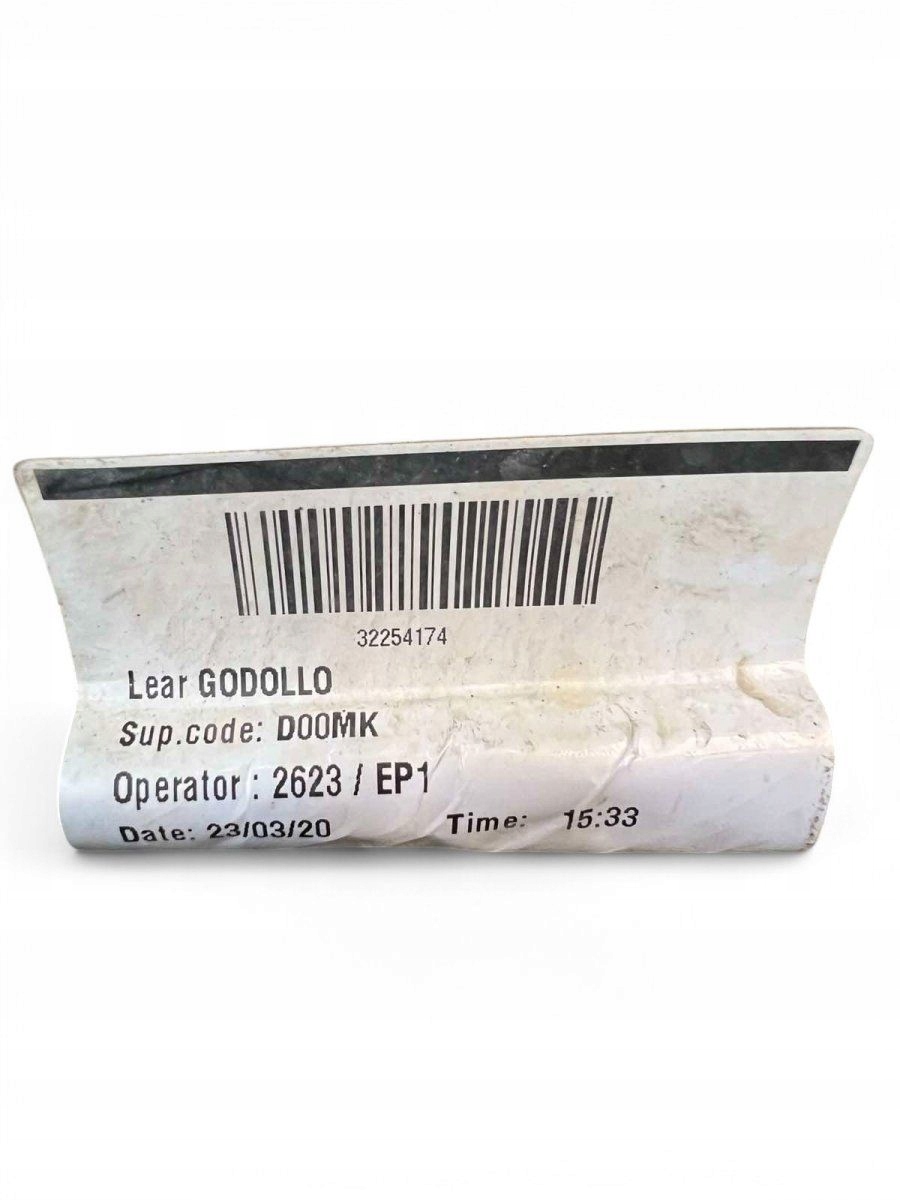 32254174
Lear GODOLLO
Sup.code: D00MK
Operator : 2623 / EP1
Date: 23/03/20 Time: 15:33